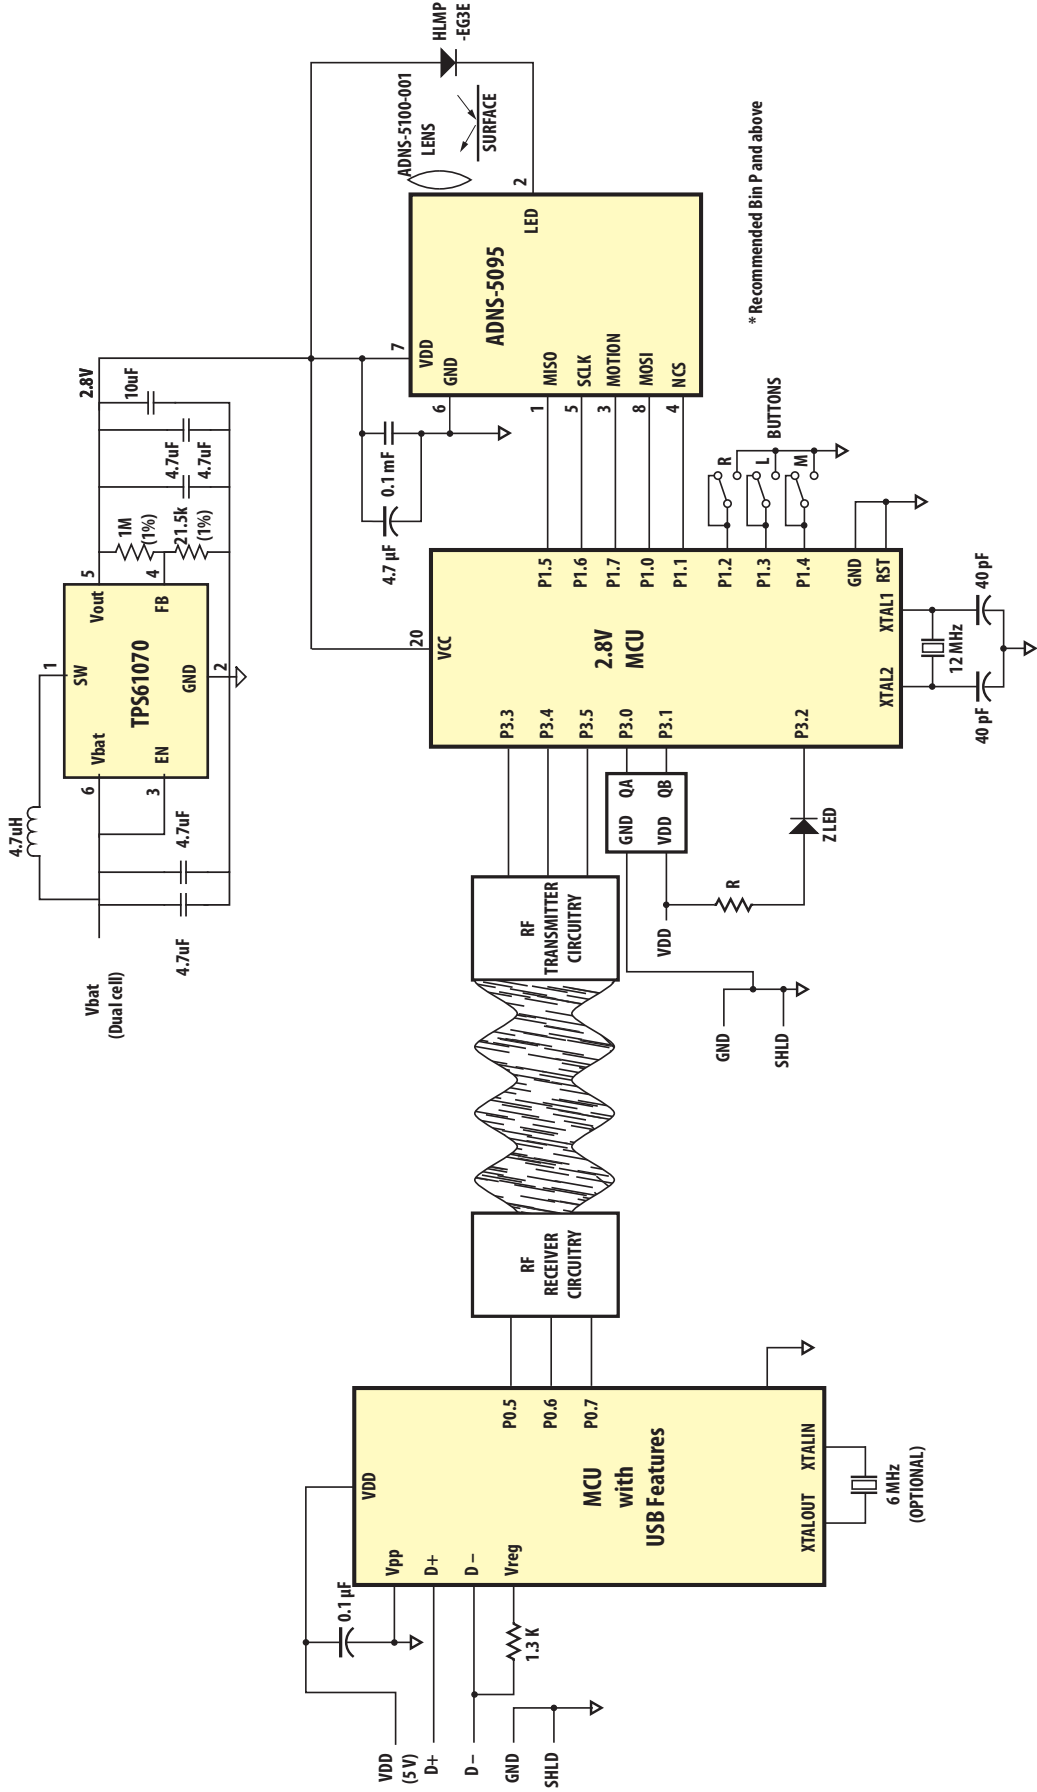 Vbat
(Dual cell)
4.7uF
4.7uF
4.7uH
6
Vbat
3
EN
1
SW
TPS61070
GND
2
Vout
5
FB
4
1M
(1%)
21.5k
(1%)
4.7uF
4.7uF
10uF
2.8V
VDD
(5 V)
D+
D –
GND
SHLD
0.1 µF
1.3 K
VDD
Vpp
D+
D –
Vreg
MCU
with
USB Features
P0.5
P0.6
P0.7
XTALOUT
XTALIN
6 MHz
(OPTIONAL)
RF
RECEIVER
CIRCUITRY
RF
TRANSMITTER
CIRCUITRY
GND
SHLD
VDD
R
Z LED
GND
QA
VDD
QB
P3.3
P3.4
P3.5
P3.0
P3.1
P3.2
20
VCC
2.8V
MCU
P1.5
P1.6
P1.7
P1.0
P1.1
P1.2
P1.3
P1.4
GND
RST
XTAL2
XTAL1
12 MHz
40 pF
40 pF
4.7 µF
0.1 mF
R
L
M
BUTTONS
7
VDD
6
GND
1
MISO
5
SCLK
3
MOTION
8
MOSI
4
NCS
ADNS-5095
LED
2
ADNS-5100-001
LENS
SURFACE
HLMP
-EG3E
* Recommended Bin P and above